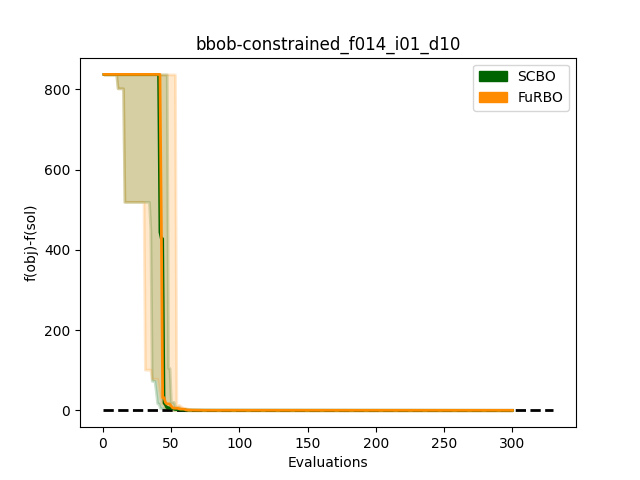 bbob-constrained_f014_i01_d10
SCBO
FuRBO
f(obj)-f(sol)
800
600
400
200
0
0 50 100 150 200 250 300
Evaluations